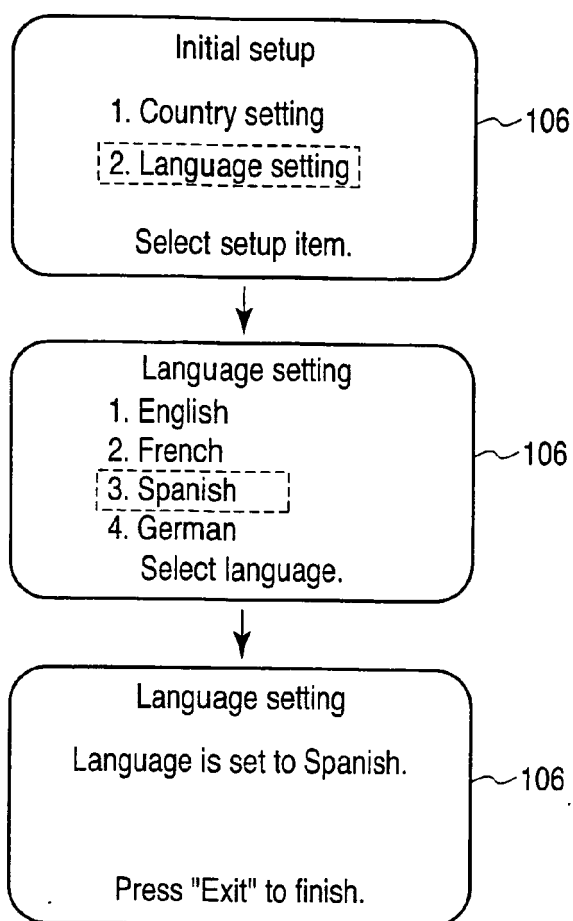 Initial setup
1. Country setting
106
2. Language setting
Select setup item.
Language setting
1. English
2. French
106
3. Spanish
4. German
Select language.
Language setting
Language is set to Spanish.
106
Press "Exit" to finish.